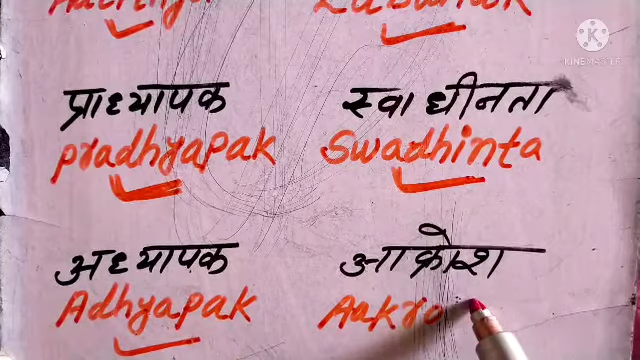 प्राध्यापक स्वाधीनता
Pradhyapak Swadhinta
अध्यापक आक्रोश
Adhyapak Aakro
KINEMASTER